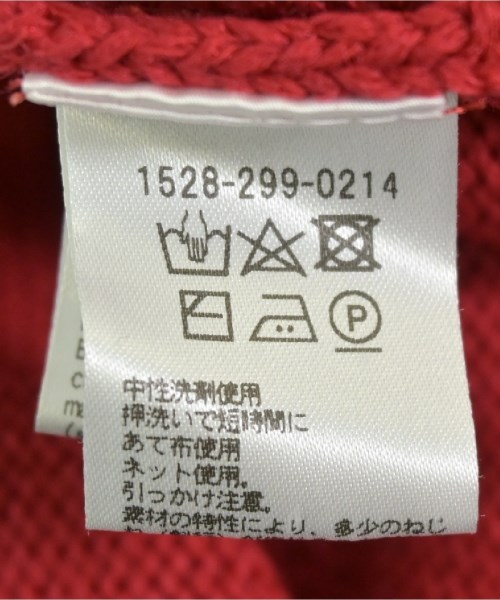 1528-299-0214
P
中性洗剤使用
押洗いで短時間に
あて布使用
ネット使用。
引っかけ注意。
素材の特性により、多少のねじ